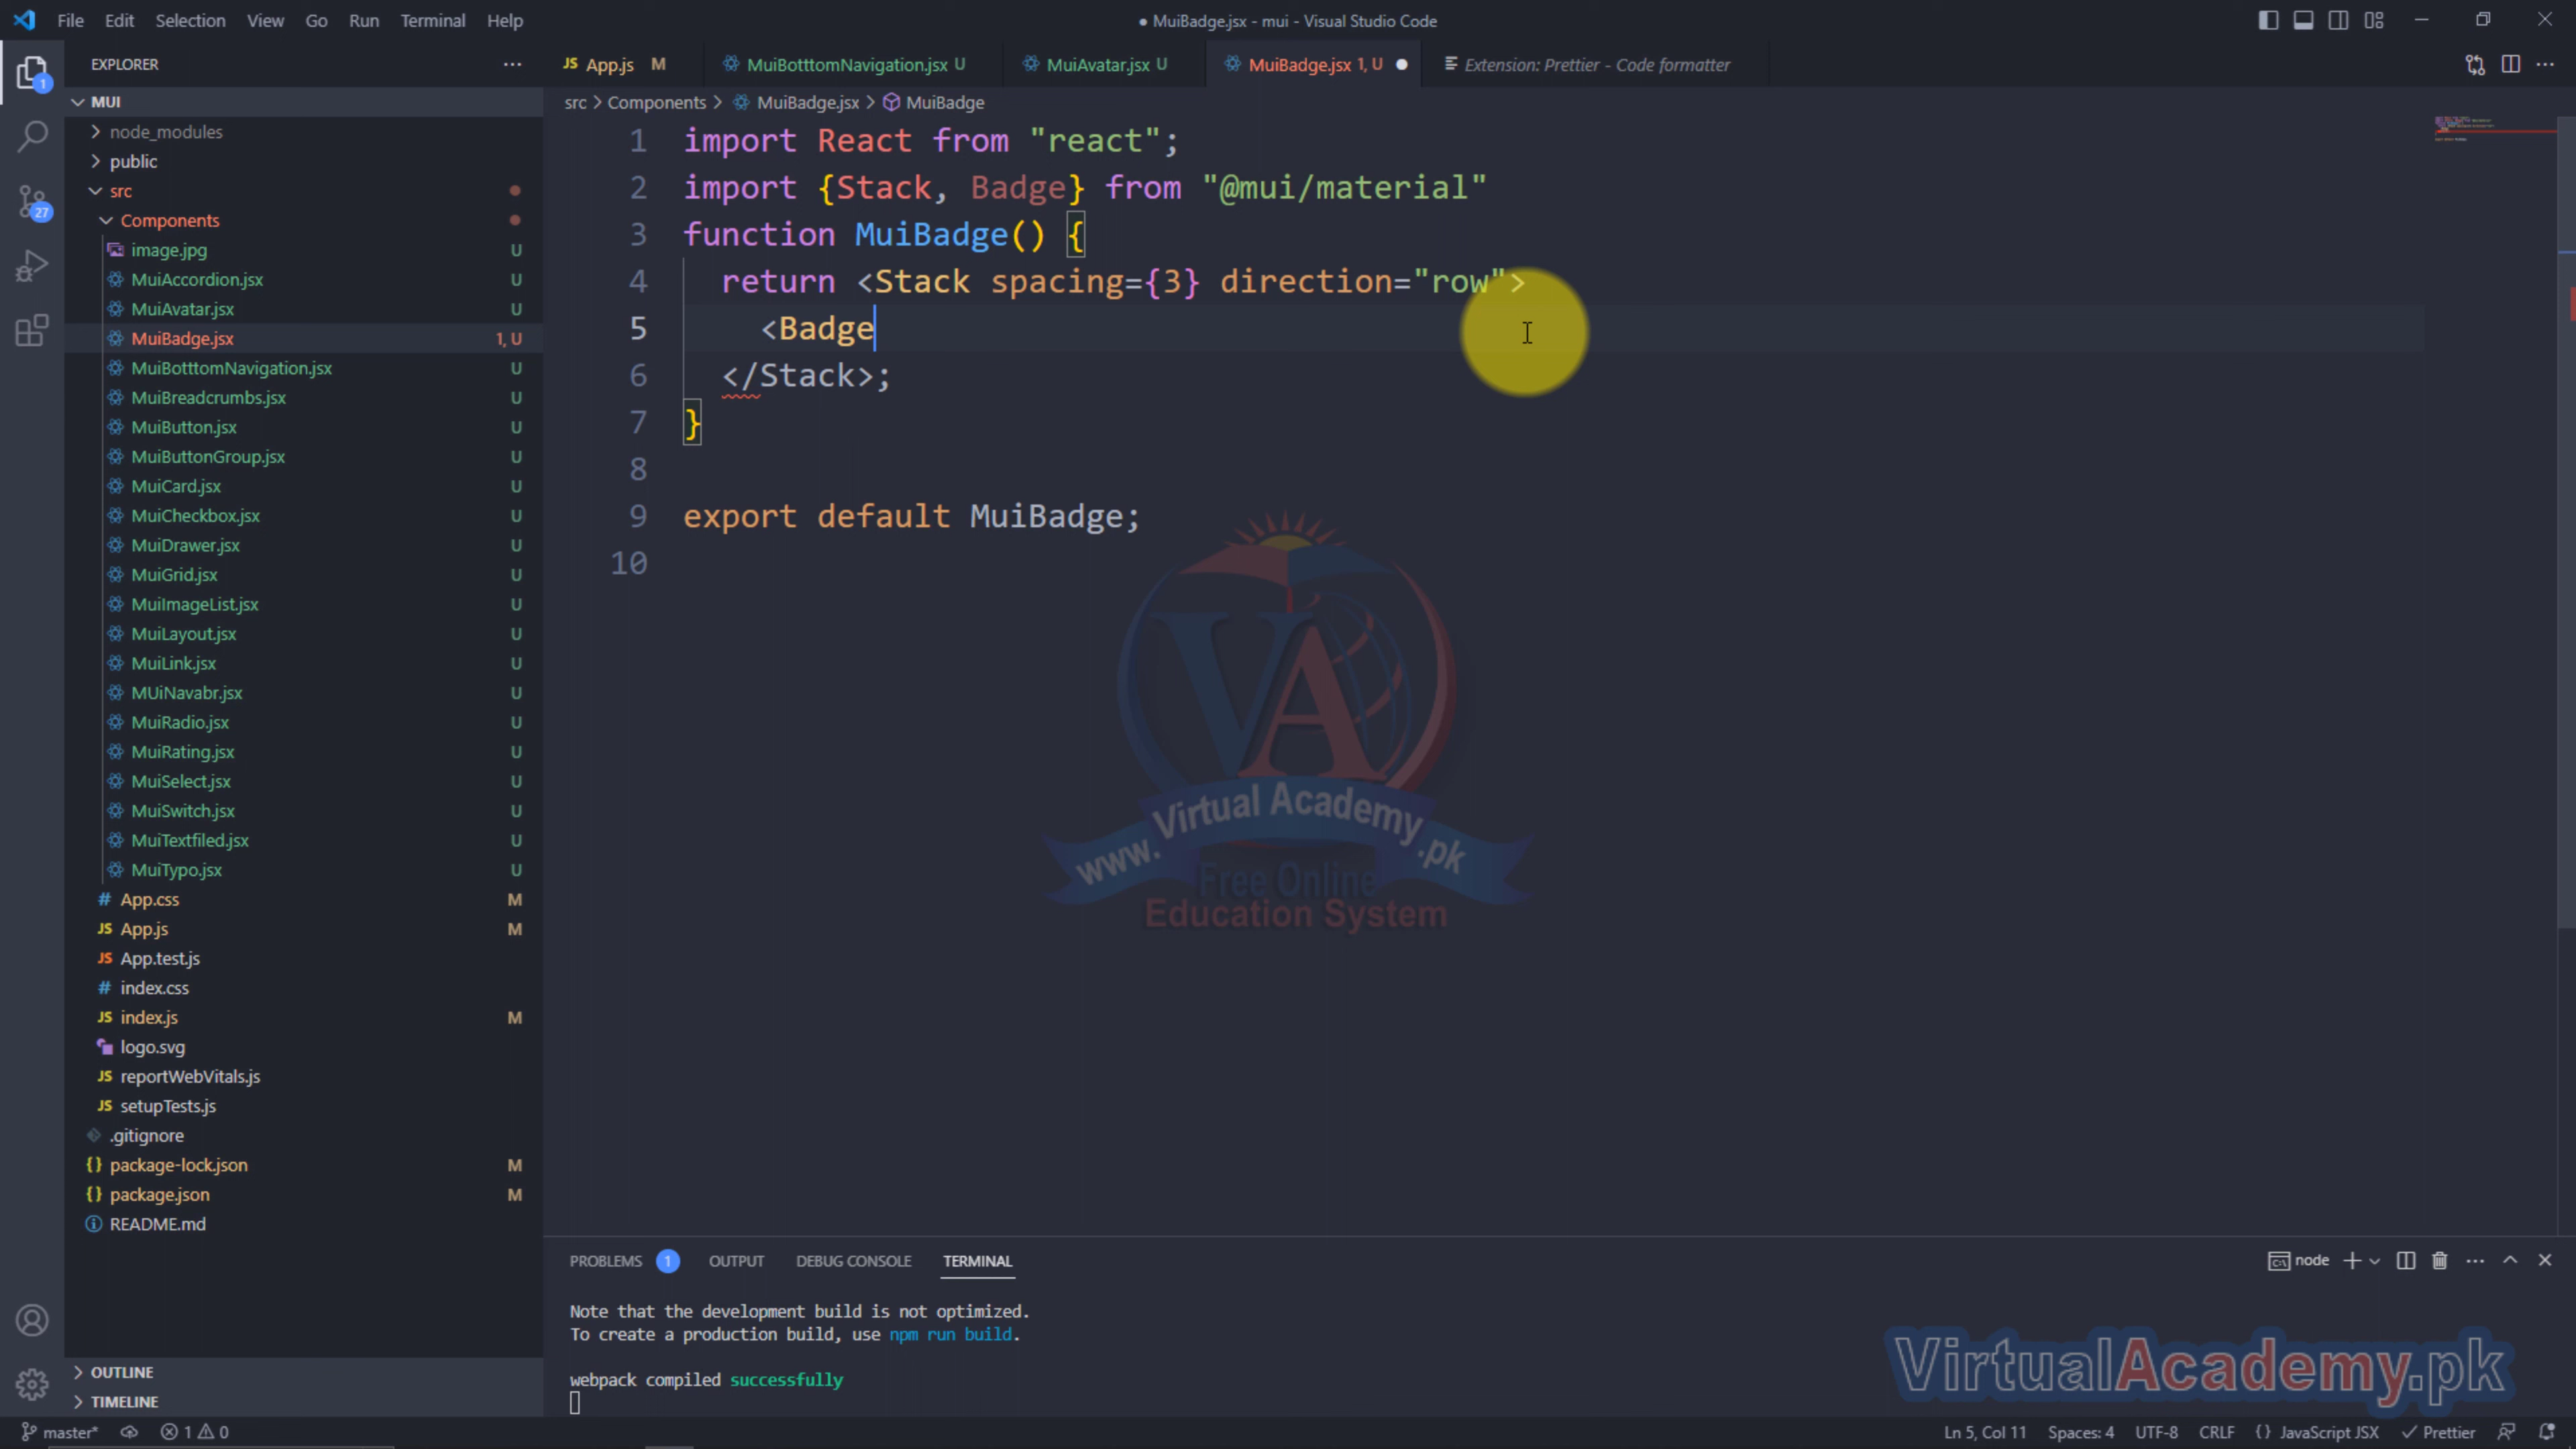 File Edit Selection View Go Run Terminal Help
● MuiBadge.jsx - mui - Visual Studio Code
EXPLORER
App.js M
MuiBotttomNavigation.jsx U
MuiAvatar.jsx U
MuiBadge.jsx 1, U
Extension: Prettier - Code formatter
src > Components > MuiBadge.jsx > MuiBadge
1
27
MUI
node_modules
public
src
Components
image.jpg U
MuiAccordion.jsx U
MuiAvatar.jsx U
MuiBadge.jsx 1, U
MuiBotttomNavigation.jsx U
MuiBreadcrumbs.jsx U
MuiButton.jsx U
MuiButtonGroup.jsx U
MuiCard.jsx U
MuiCheckbox.jsx U
MuiDrawer.jsx U
MuiGrid.jsx U
MuiImageList.jsx U
MuiLayout.jsx U
MuiLink.jsx U
MUiNavabr.jsx U
MuiRadio.jsx U
MuiRating.jsx U
MuiSelect.jsx U
MuiSwitch.jsx U
MuiTextfiled.jsx U
MuiTypo.jsx U
App.css M
App.js M
App.test.js
index.css
index.js M
logo.svg
reportWebVitals.js
setupTests.js
.gitignore
package-lock.json M
package.json M
README.md
OUTLINE
TIMELINE
1 import React from "react";
2 import {Stack, Badge} from "@mui/material"
3 function MuiBadge() {
4 return <Stack spacing={3} direction="row">
5 <Badge
6 </Stack>;
7 }
8
9 export default MuiBadge;
10
VA
www.VirtualAcademy.pk
Free Online
Education System
PROBLEMS 1 OUTPUT DEBUG CONSOLE TERMINAL
node
Note that the development build is not optimized.
To create a production build, use npm run build.
webpack compiled successfully
VirtualAcademy.pk
master* 1 0
Ln 5, Col 11 Spaces: 4 UTF-8 CRLF {} JavaScript JSX Prettier